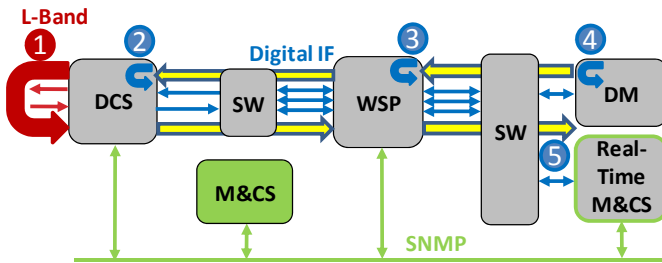 L-Band
1
2
3
4
Digital IF
DCS
SW
WSP
SW
DM
5
Real-
Time
M&CS
M&CS
SNMP